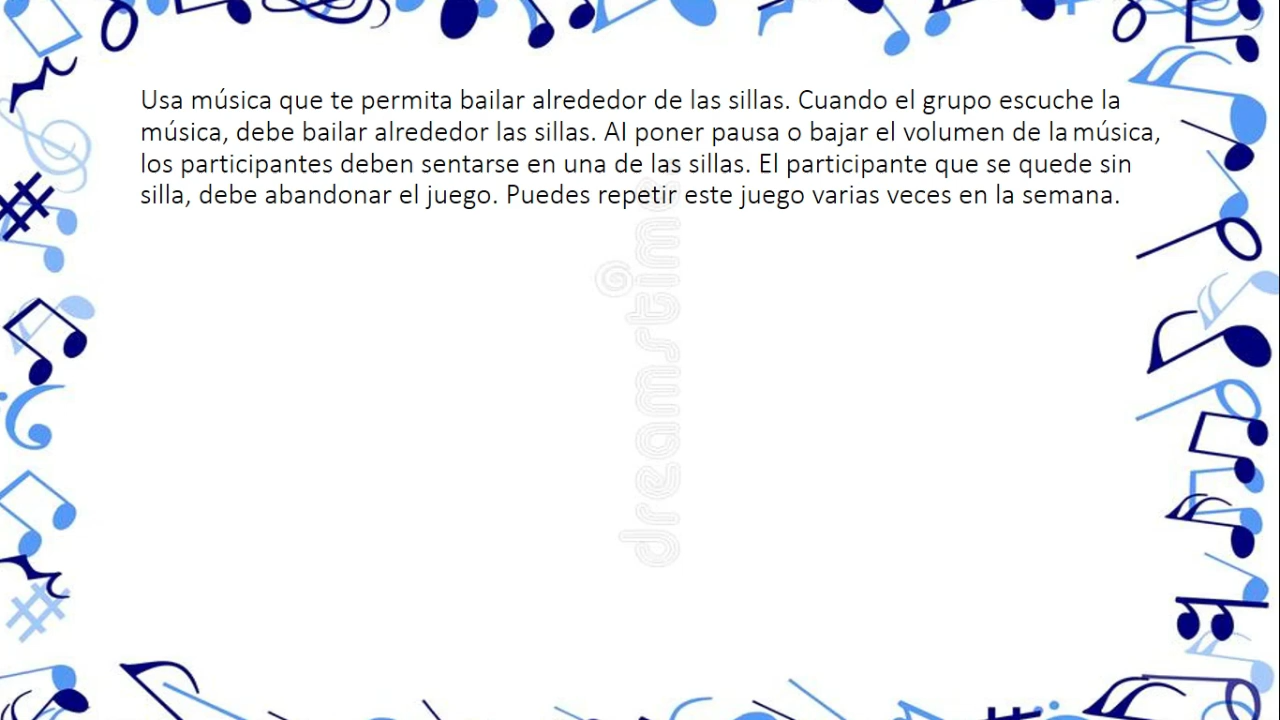 Usa música que te permita bailar alrededor de las sillas. Cuando el grupo escuche la
música, debe bailar alrededor las sillas. Al poner pausa o bajar el volumen de la música,
los participantes deben sentarse en una de las sillas. El participante que se quede sin
silla, debe abandonar el juego. Puedes repetir este juego varias veces en la semana.
dreamstime